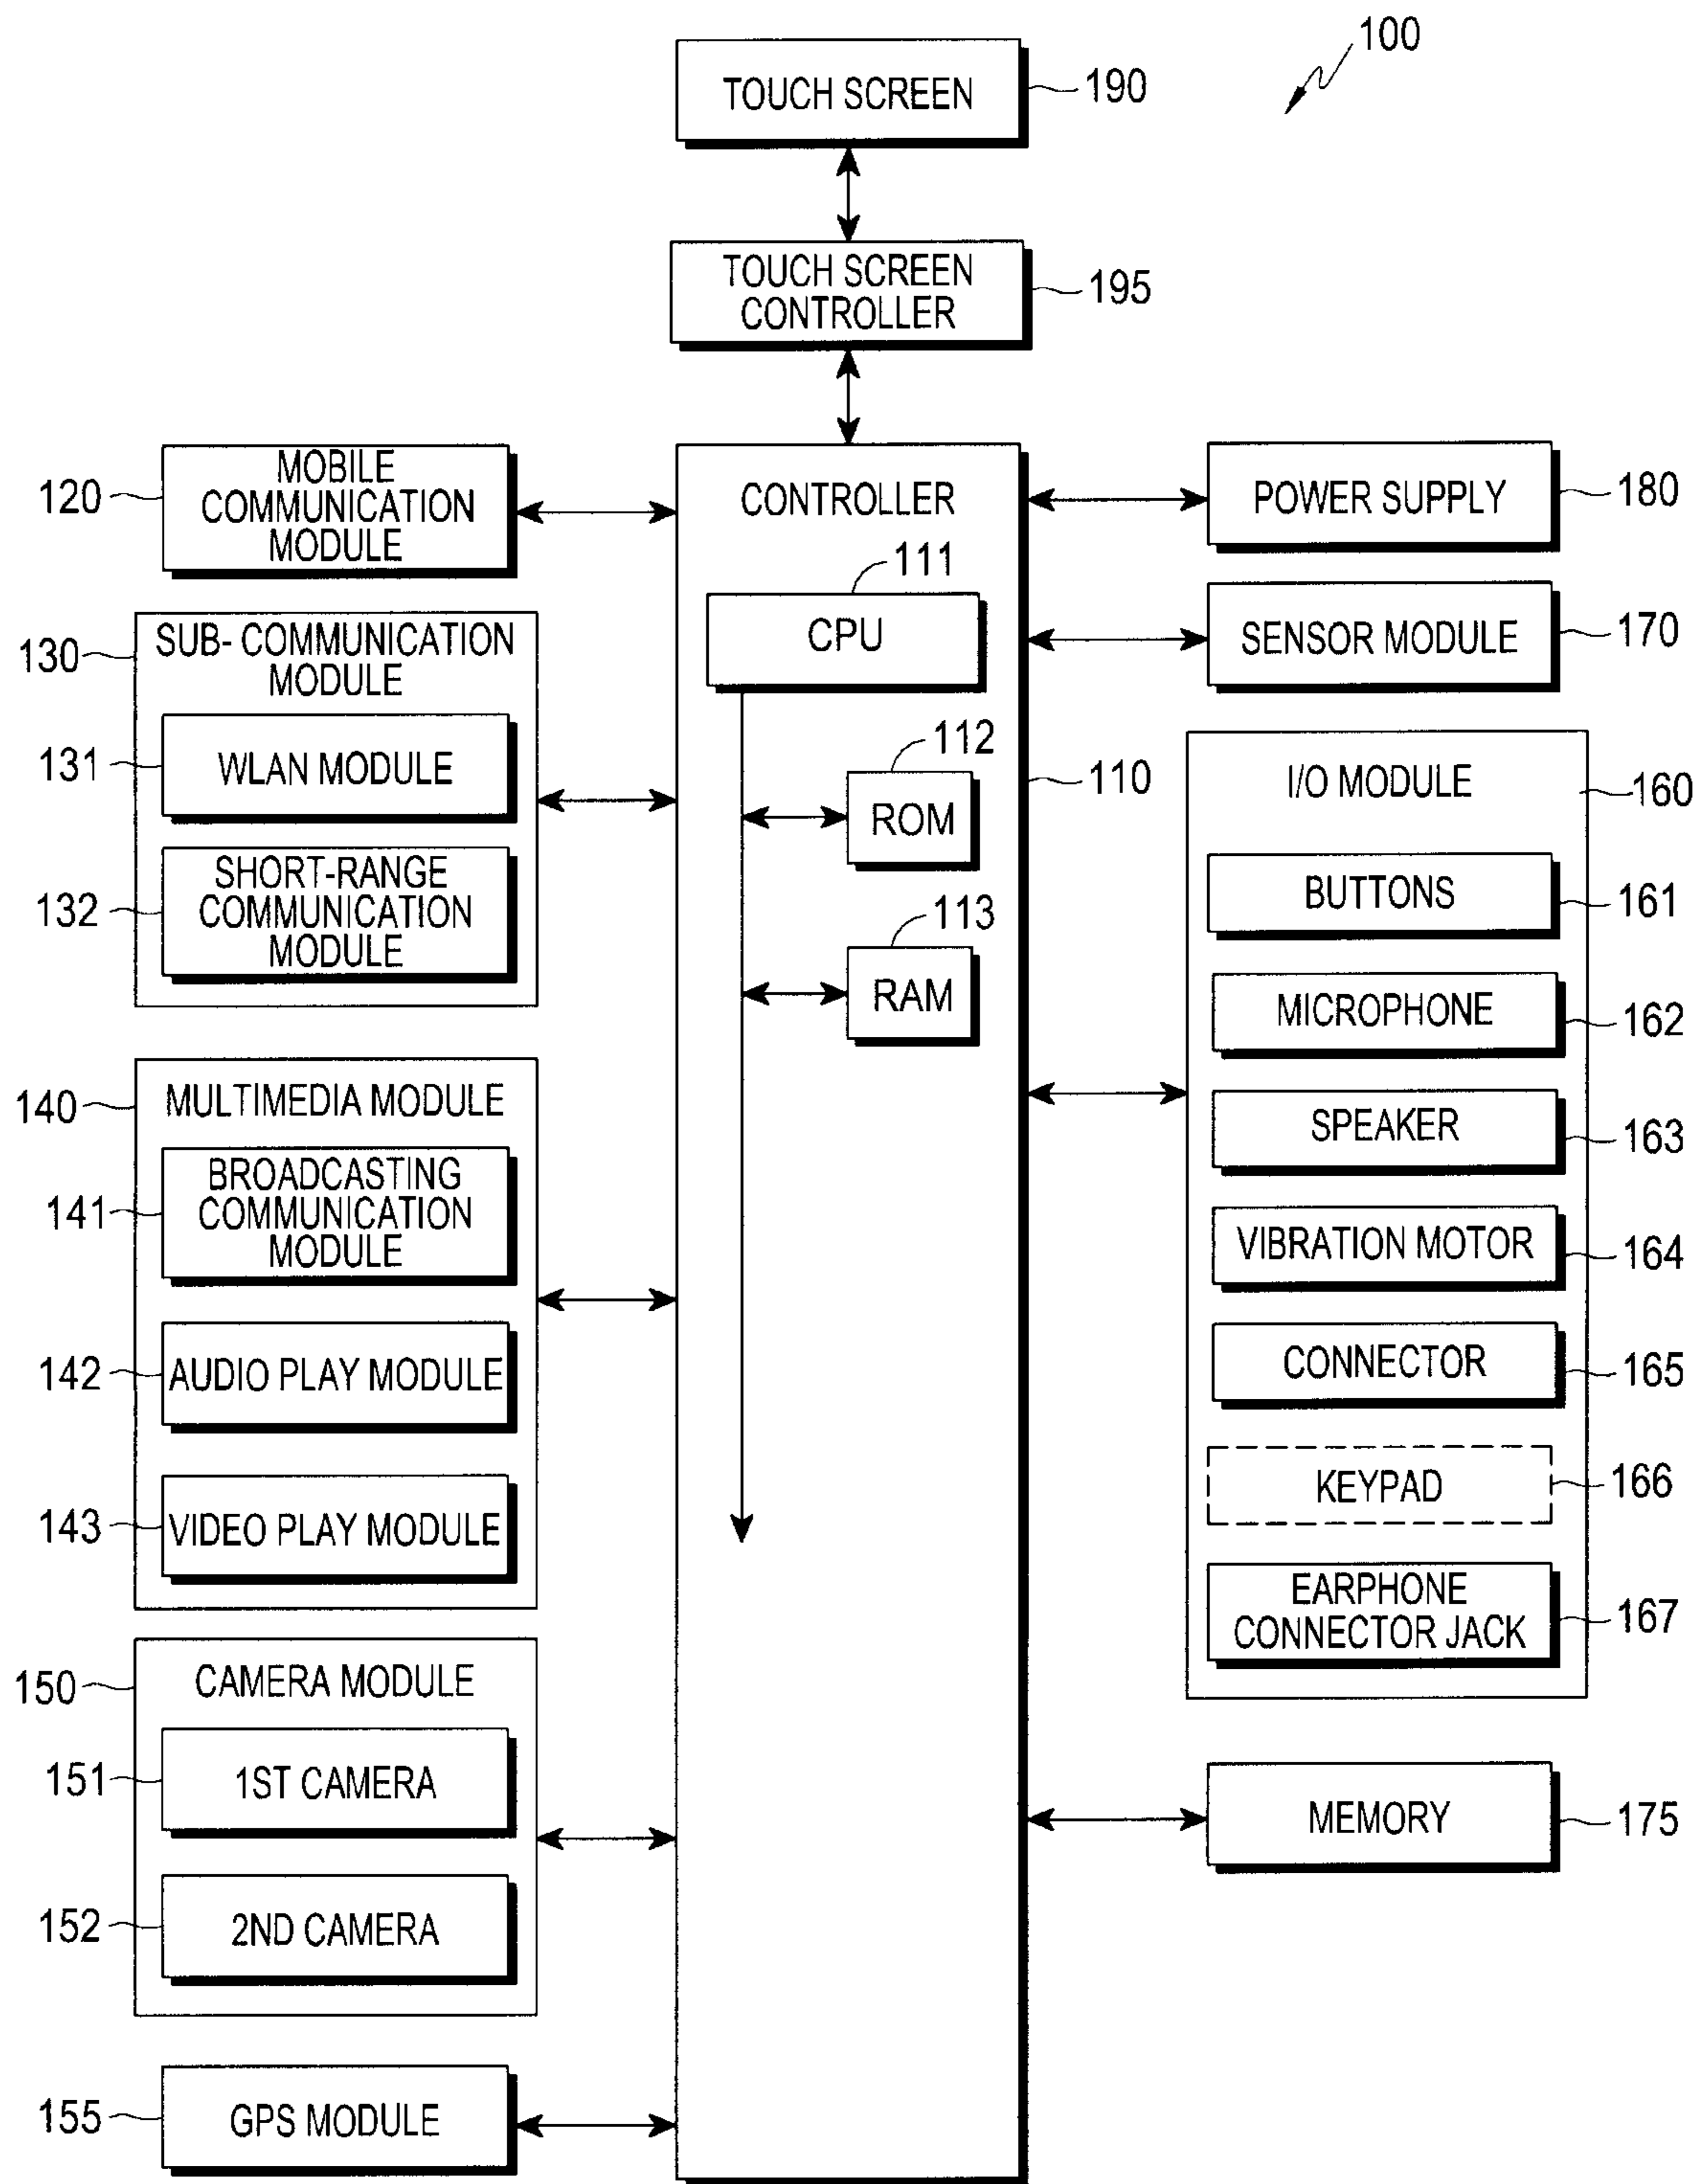 100
TOUCH SCREEN
190
TOUCH SCREEN
CONTROLLER
195
120
MOBILE
COMMUNICATION
MODULE
130
SUB- COMMUNICATION
MODULE
131
WLAN MODULE
132
SHORT-RANGE
COMMUNICATION
MODULE
140
MULTIMEDIA MODULE
141
BROADCASTING
COMMUNICATION
MODULE
142
AUDIO PLAY MODULE
143
VIDEO PLAY MODULE
150
CAMERA MODULE
151
1ST CAMERA
152
2ND CAMERA
155
GPS MODULE
CONTROLLER
110
111
CPU
112
ROM
113
RAM
POWER SUPPLY
180
SENSOR MODULE
170
I/O MODULE
160
BUTTONS
161
MICROPHONE
162
SPEAKER
163
VIBRATION MOTOR
164
CONNECTOR
165
KEYPAD
166
EARPHONE
CONNECTOR JACK
167
MEMORY
175